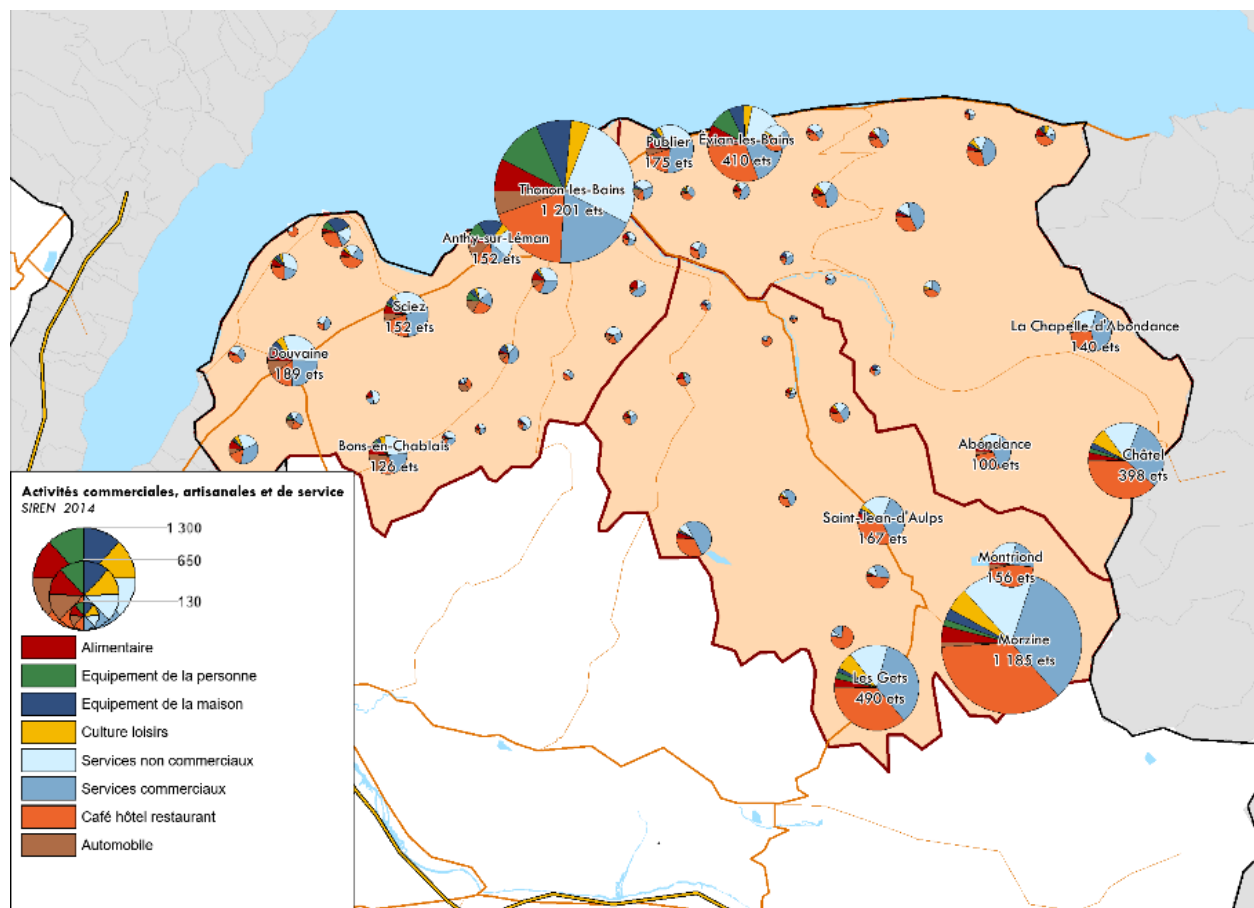 Publier
175 ets
Évian-les-Bains
410 ets
Thonon-les-Bains
1 201 ets
Anthy-sur-Léman
152 ets
Sciez
152 ets
Douvaine
189 ets
La Chapelle-d'Abondance
140 ets
Bons-en-Chablais
126 ets
Abondance
100 ets
Châtel
398 ets
Saint-Jean-d'Aulps
167 ets
Montriond
156 ets
Morzine
1 185 ets
Les Gets
490 ets
Activités commerciales, artisanales et de service
SIREN 2014
1 300
650
130
Alimentaire
Equipement de la personne
Equipement de la maison
Culture loisirs
Services non commerciaux
Services commerciaux
Café hôtel restaurant
Automobile